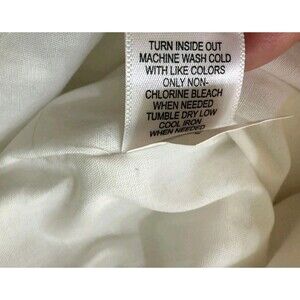 TURN INSIDE OUT
MACHINE WASH COLD
WITH LIKE COLORS
ONLY NON-
CHLORINE BLEACH
WHEN NEEDED
TUMBLE DRY LOW
COOL IRON
WHEN NEEDED